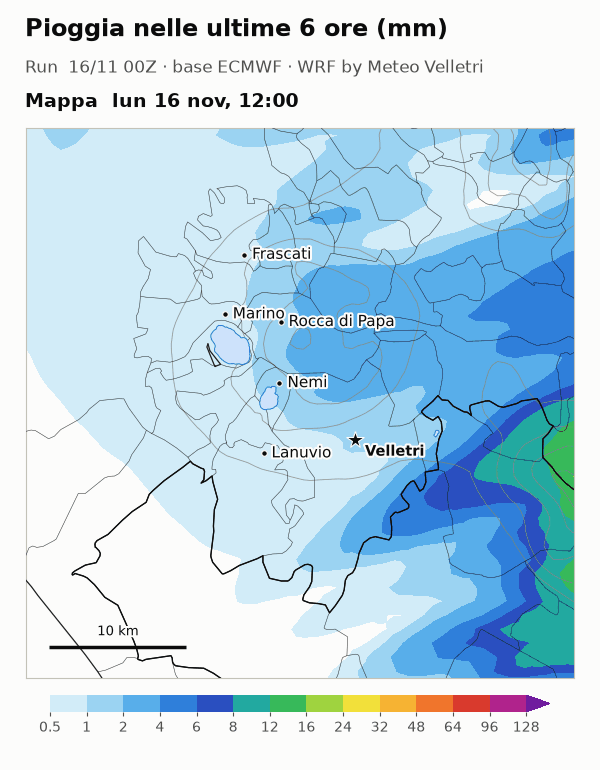 Pioggia nelle ultime 6 ore (mm)
Run  16/11 00Z · base ECMWF · WRF by Meteo Velletri
Mappa  lun 16 nov, 12:00
Frascati
Marino
Rocca di Papa
Nemi
Velletri
Lanuvio
10 km
0.5 1 2 4 6 8 12 16 24 32 48 64 96 128